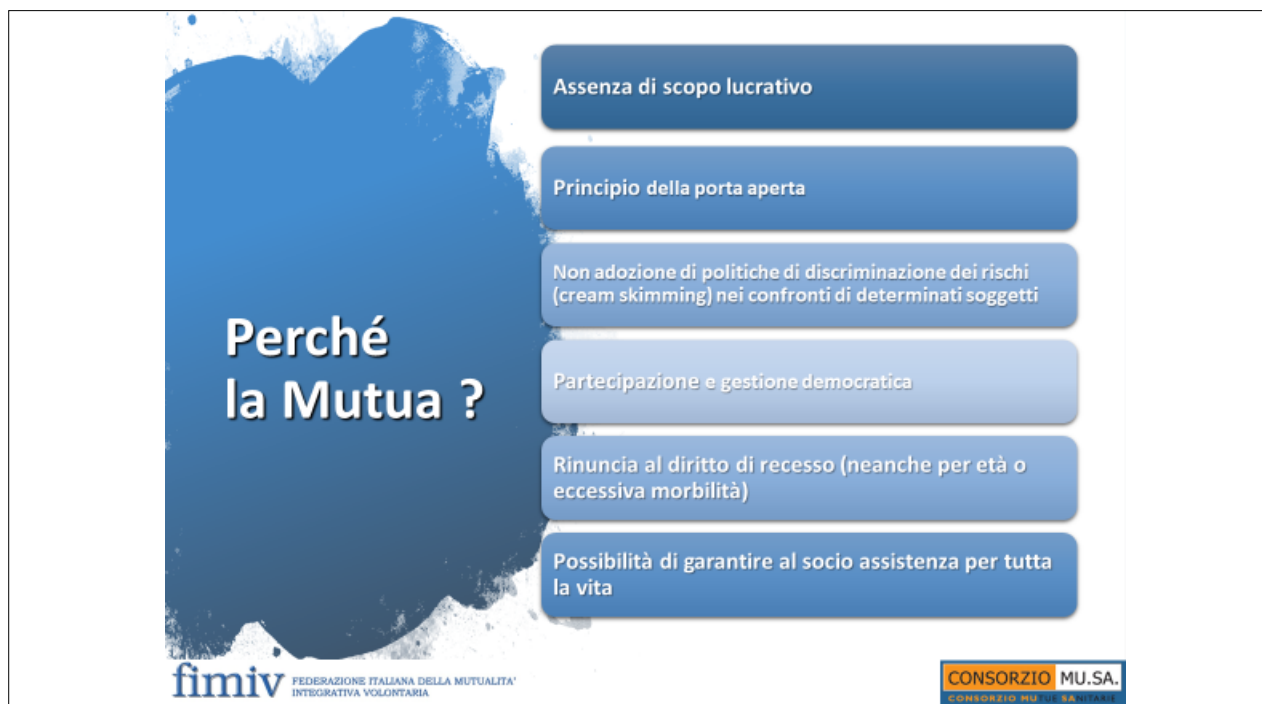 Perché
la Mutua ?
Assenza di scopo lucrativo
Principio della porta aperta
Non adozione di politiche di discriminazione dei rischi
(cream skimming) nei confronti di determinati soggetti
Partecipazione e gestione democratica
Rinuncia al diritto di recesso (neanche per età o
eccessiva morbilità)
Possibilità di garantire al socio assistenza per tutta
la vita
fimiv
FEDERAZIONE ITALIANA DELLA MUTUALITA'
INTEGRATIVA VOLONTARIA
CONSORZIO MU.SA.
CONSORZIO MUTUE SANITARIE